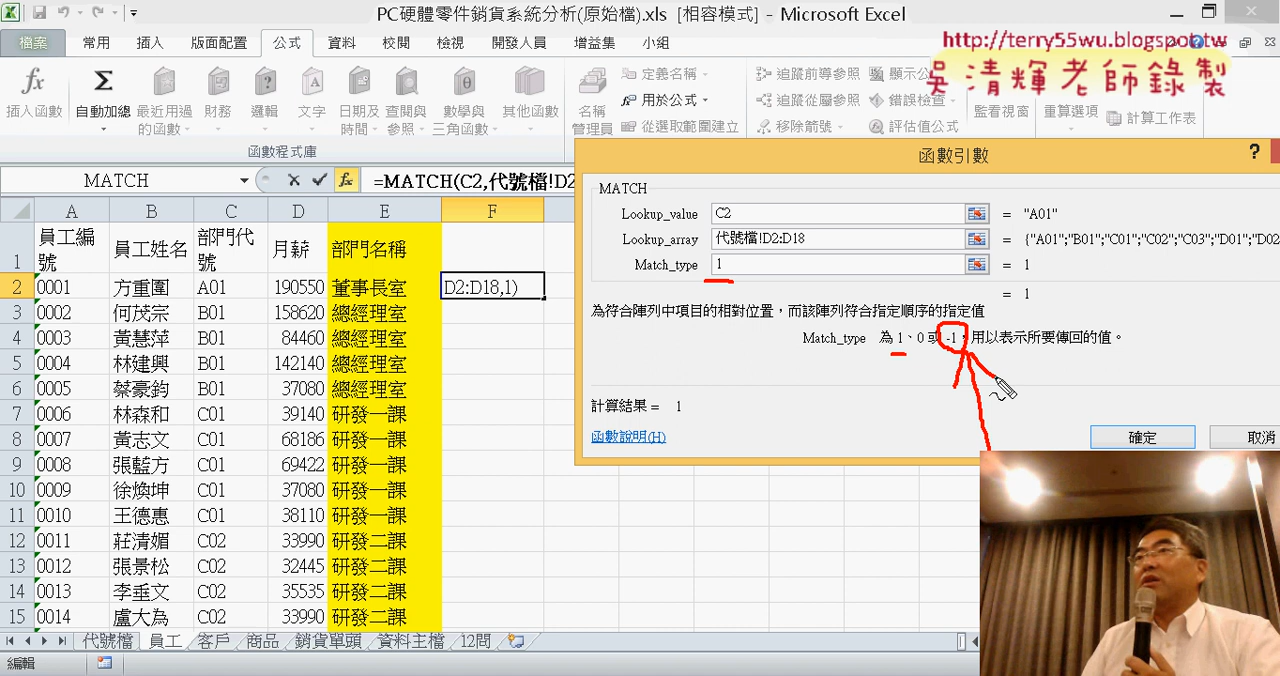 PC硬體零件銷貨系統分析(原始檔).xls [相容模式] - Microsoft Excel
檔案 常用 插入 版面配置 公式 資料 校閱 檢視 開發人員 增益集 小組
http://terry55wu.blogspot.tw
吳清輝老師錄製
fx Σ θ
插入函數 自動加總 最近用過的函數 財務 邏輯 文字 日期及時間 查閱與參照 數學與三角函數 其他函數
名稱管理員 定義名稱 用於公式 從選取範圍建立
追蹤前導參照 追蹤從屬參照 移除箭號 顯示公 錯誤檢查 評估值公式
監看視窗 重算選項 計算工作表
函數程式庫
MATCH fx =MATCH(C2,代號檔!D2
A B C D E F
1 員工編號 員工姓名 部門代號 月薪 部門名稱
2 0001 方重圍 A01 190550 董事長室 D2:D18,1)
3 0002 何茂宗 B01 158620 總經理室
4 0003 黃慧萍 B01 84460 總經理室
5 0004 林建興 B01 142140 總經理室
6 0005 蔡豪鈞 B01 37080 總經理室
7 0006 林森和 C01 39140 研發一課
8 0007 黃志文 C01 68186 研發一課
9 0008 張藍方 C01 69422 研發一課
10 0009 徐煥坤 C01 37080 研發一課
11 0010 王德惠 C01 38110 研發一課
12 0011 莊清媚 C02 33990 研發二課
13 0012 張景松 C02 32445 研發二課
14 0013 李垂文 C02 35535 研發二課
15 0014 盧大為 C02 33990 研發二課
代號檔 員工 客戶 商品 銷貨單頭 資料主檔 12問
編輯
函數引數 ?
MATCH
Lookup_value C2 = "A01"
Lookup_array 代號檔!D2:D18 = {"A01";"B01";"C01";"C02";"C03";"D01";"D02
Match_type 1 = 1
= 1
為符合陣列中項目的相對位置，而該陣列符合指定順序的指定值
Match_type 為 1、0 或 -1，用以表示所要傳回的值。
計算結果 = 1
函數說明(H)
確定 取消